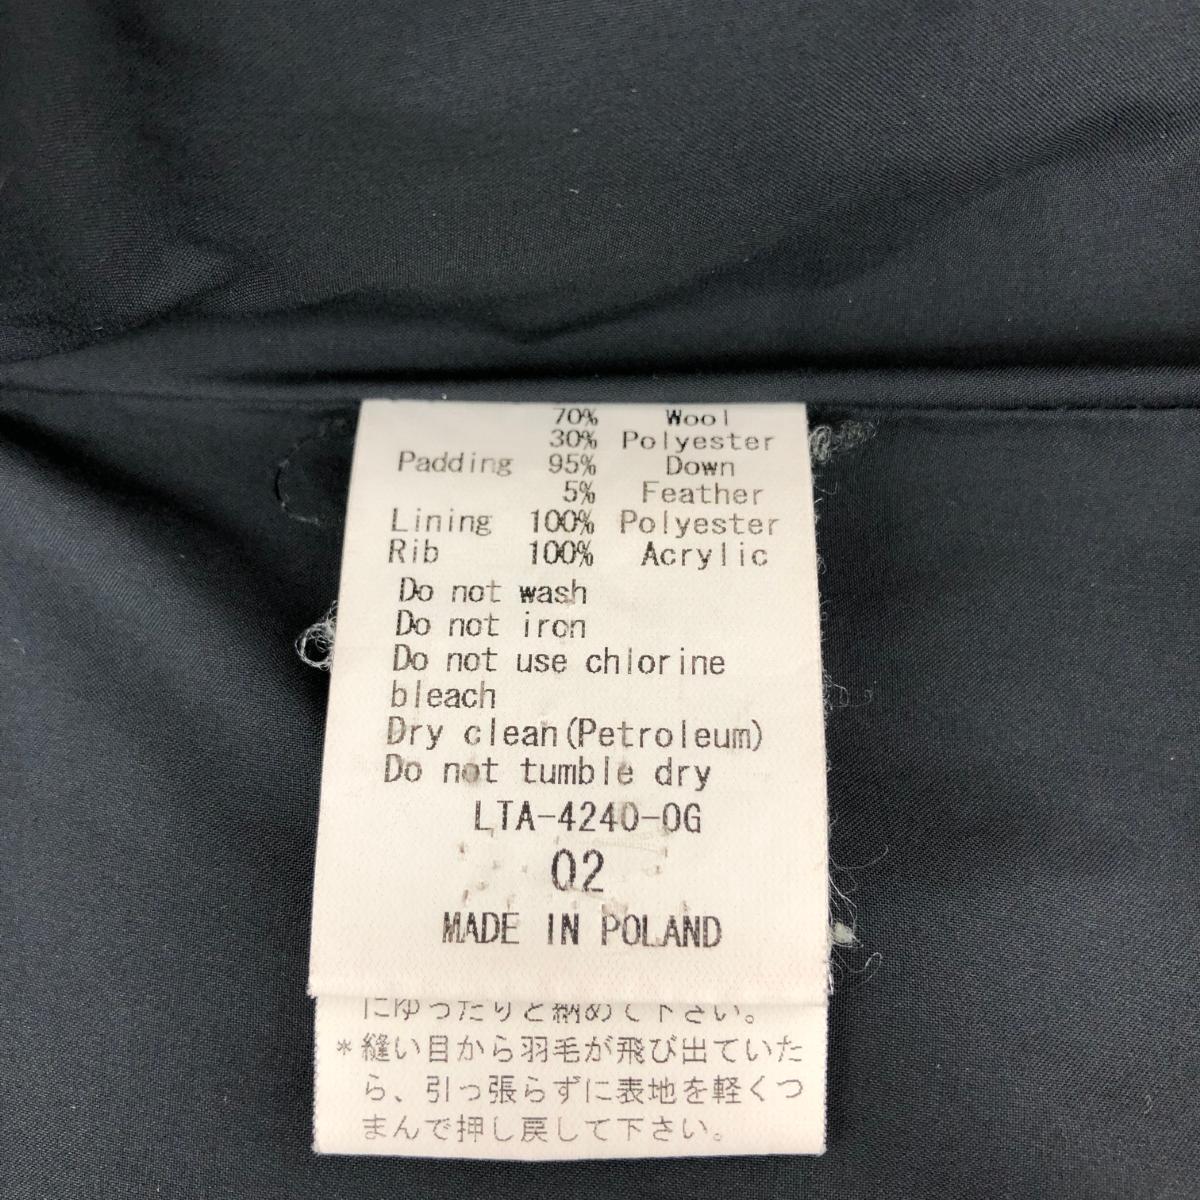 70% Wool
30% Polyester
Padding 95% Down
5% Feather
Lining 100% Polyester
Rib 100% Acrylic
Do not wash
Do not iron
Do not use chlorine
bleach
Dry clean(Petroleum)
Do not tumble dry
LTA-4240-OG
02
MADE IN POLAND
にゆったりと納めて下さい。
*縫い目から羽毛が飛び出ていた
ら、引っ張らずに表地を軽くつ
まんで押し戻して下さい。